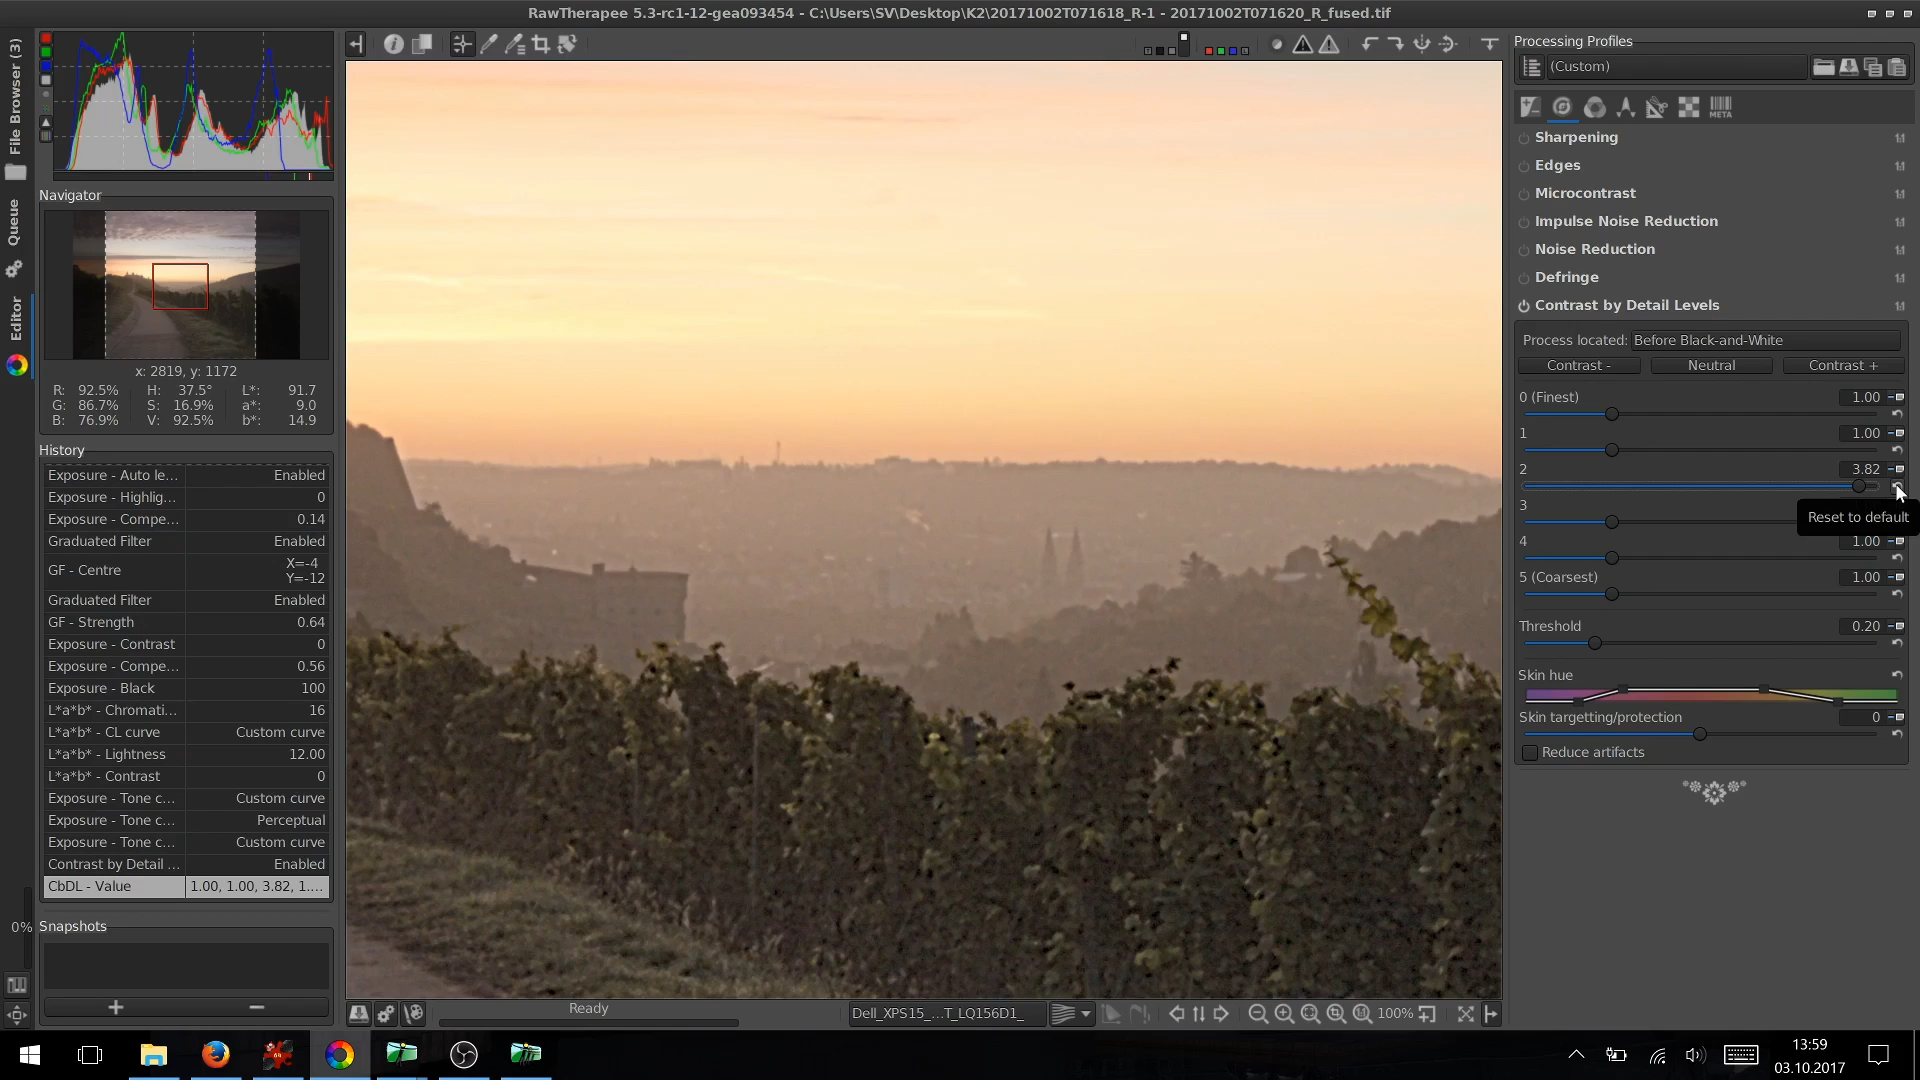 RawTherapee 5.3-rc1-12-gea093454 - C:\Users\SV\Desktop\K2\20171002T071618_R-1 - 20171002T071620_R_fused.tif
File Browser (3)
Queue
Editor
Navigator
x: 2819, y: 1172
R: 92.5% H: 37.5° L*: 91.7
G: 86.7% S: 16.9% a*: 9.0
B: 76.9% V: 92.5% b*: 14.9
History
Exposure - Auto le... Enabled
Exposure - Highlig... 0
Exposure - Compe... 0.14
Graduated Filter Enabled
GF - Centre X=-4
Y=-12
Graduated Filter Enabled
GF - Strength 0.64
Exposure - Contrast 0
Exposure - Compe... 0.56
Exposure - Black 100
L*a*b* - Chromati... 16
L*a*b* - CL curve Custom curve
L*a*b* - Lightness 12.00
L*a*b* - Contrast 0
Exposure - Tone c... Custom curve
Exposure - Tone c... Perceptual
Exposure - Tone c... Custom curve
Contrast by Detail ... Enabled
CbDL - Value 1.00, 1.00, 3.82, 1....
0%
Snapshots
Ready
Dell_XPS15_...T_LQ156D1_
100%
Processing Profiles
(Custom)
META
Sharpening
Edges
Microcontrast
Impulse Noise Reduction
Noise Reduction
Defringe
Contrast by Detail Levels
Process located: Before Black-and-White
Contrast - Neutral Contrast +
0 (Finest) 1.00
1 1.00
2 3.82
3
Reset to default
4 1.00
5 (Coarsest) 1.00
Threshold 0.20
Skin hue
Skin targetting/protection 0
Reduce artifacts
64
13:59
03.10.2017